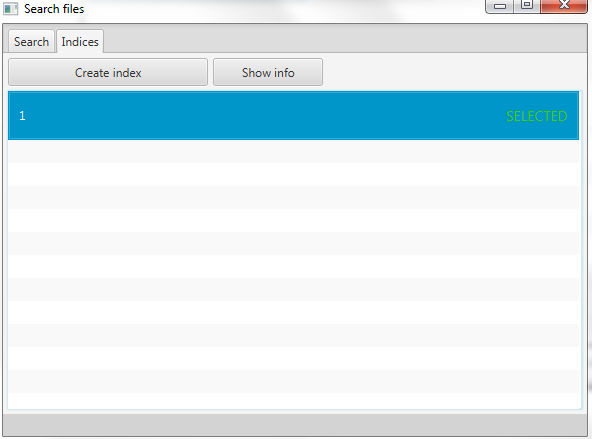 Search files
Search Indices
Create index Show info
1 SELECTED